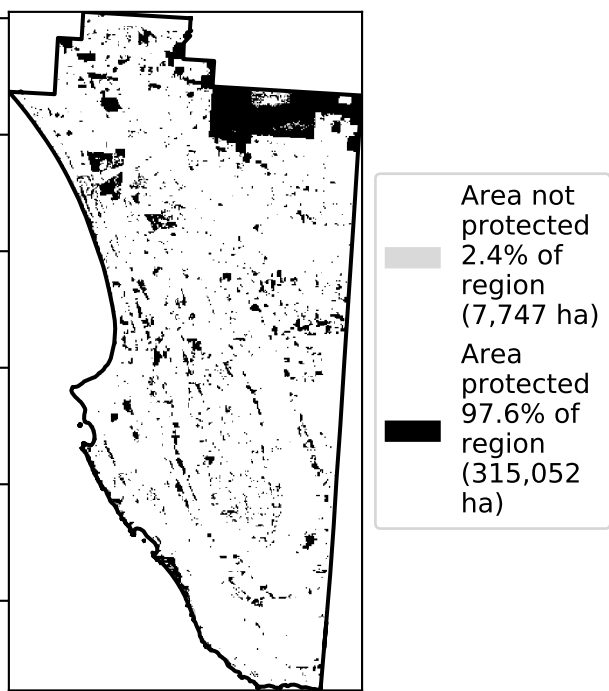 Area not
protected
2.4% of
region
(7,747 ha)
Area
protected
97.6% of
region
(315,052
ha)